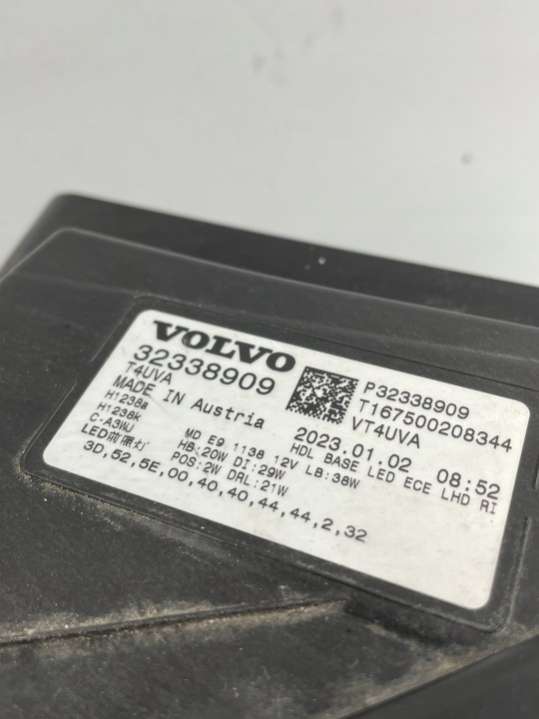 VOLVO
32338909
T4UVA
MADE IN Austria
H1238a
H1238k
C-A3WJ
LED前照灯
P32338909
T167500208344
VT4UVA
2023.01.02 08:52
HDL BASE LED ECE LHD RI
MD E9 1138 12V LB:38W
HB:20W DI:29W
POS:2W DRL:21W
3D,52,5E,00,40,40,44,44,2,32